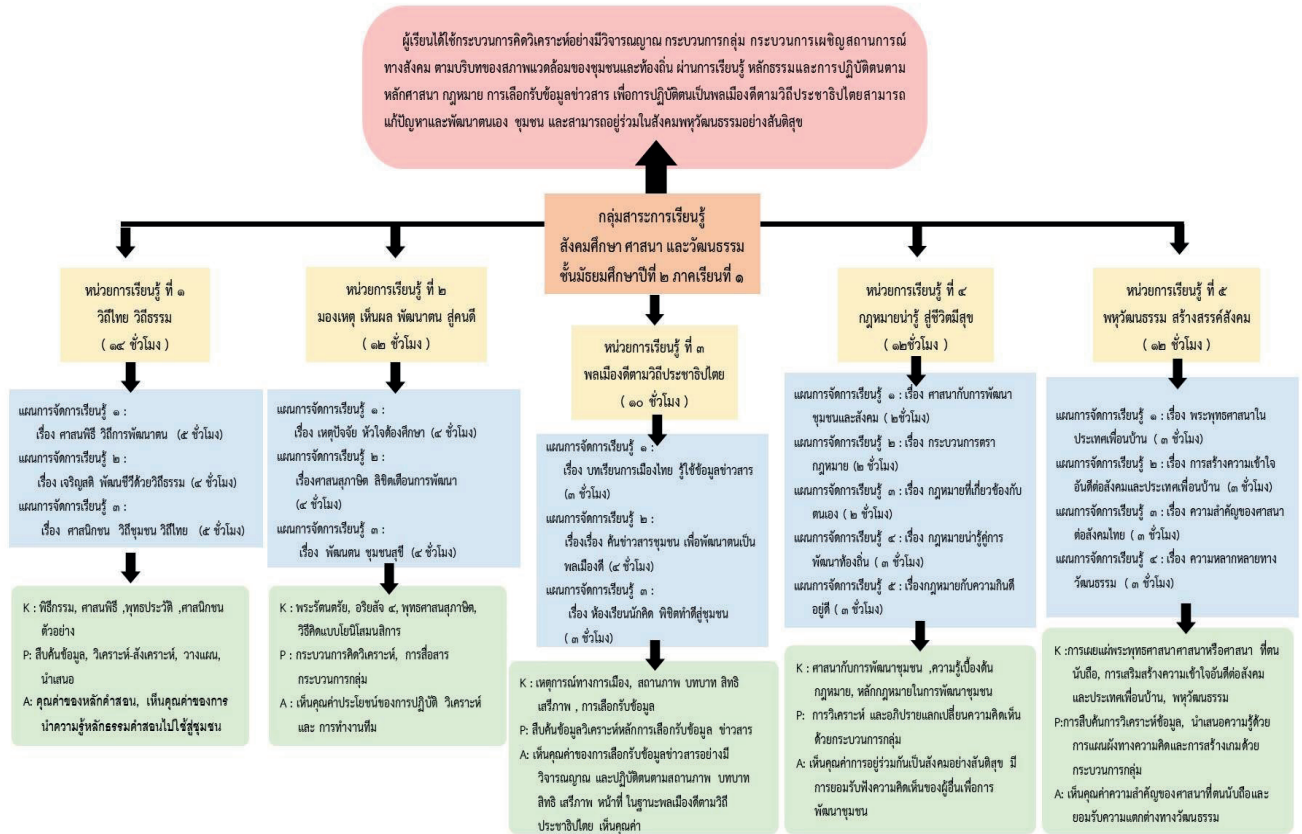 ผู้เรียนได้ใช้กระบวนการคิดวิเคราะห์อย่างมีวิจารณญาณ กระบวนการกลุ่ม กระบวนการเผชิญสถานการณ์
ทางสังคม ตามบริบทของสภาพแวดล้อมของชุมชนและท้องถิ่น ผ่านการเรียนรู้ หลักธรรมและการปฏิบัติตนตาม
หลักศาสนา กฎหมาย การเลือกรับข้อมูลข่าวสาร เพื่อการปฏิบัติตนเป็นพลเมืองดีตามวิถีประชาธิปไตยสามารถ
แก้ปัญหาและพัฒนาตนเอง ชุมชน และสามารถอยู่ร่วมในสังคมพหุวัฒนธรรมอย่างสันติสุข
กลุ่มสาระการเรียนรู้
สังคมศึกษา ศาสนา และวัฒนธรรม
ชั้นมัธยมศึกษาปีที่ ๒ ภาคเรียนที่ ๑
หน่วยการเรียนรู้ ที่ ๑
วิถีไทย วิถีธรรม
( ๑๔ ชั่วโมง )
แผนการจัดการเรียนรู้ ๑ :
เรื่อง ศาสนพิธี วิถีการพัฒนาตน (๕ ชั่วโมง)
แผนการจัดการเรียนรู้ ๒ :
เรื่อง เจริญสติ พัฒนชีวีด้วยวิถีธรรม (๔ ชั่วโมง)
แผนการจัดการเรียนรู้ ๓ :
เรื่อง ศาสนิกชน วิถีชุมชน วิถีไทย (๕ ชั่วโมง)
K : พิธีกรรม, ศาสนพิธี ,พุทธประวัติ ,ศาสนิกชน
ตัวอย่าง
P: สืบค้นข้อมูล, วิเคราะห์-สังเคราะห์, วางแผน,
นำเสนอ
A: คุณค่าของหลักคำสอน, เห็นคุณค่าของการ
นำความรู้หลักธรรมคำสอนไปใช้สู่ชุมชน
หน่วยการเรียนรู้ ที่ ๒
มองเหตุ เห็นผล พัฒนาตน สู่คนดี
( ๑๒ ชั่วโมง )
แผนการจัดการเรียนรู้ ๑ :
เรื่อง เหตุปัจจัย หัวใจต้องศึกษา (๔ ชั่วโมง)
แผนการจัดการเรียนรู้ ๒ :
เรื่องศาสนสุภาษิต ลิขิตเตือนการพัฒนา
(๔ ชั่วโมง)
แผนการจัดการเรียนรู้ ๓ :
เรื่อง พัฒนตน ชุมชนสุขี (๔ ชั่วโมง)
K : พระรัตนตรัย, อริยสัจ ๔, พุทธศาสนสุภาษิต,
วิธีคิดแบบโยนิโสมนสิการ
P : กระบวนการคิดวิเคราะห์, การสื่อสาร
กระบวนการกลุ่ม
A : เห็นคุณค่าประโยชน์ของการปฏิบัติ วิเคราะห์
และ การทำงานทีม
หน่วยการเรียนรู้ ที่ ๓
พลเมืองดีตามวิถีประชาธิปไตย
( ๑๐ ชั่วโมง )
แผนการจัดการเรียนรู้ ๑ :
เรื่อง บทเรียนการเมืองไทย รู้ใช้ข้อมูลข่าวสาร
(๓ ชั่วโมง)
แผนการจัดการเรียนรู้ ๒ :
เรื่องเรื่อง ค้นข่าวสารชุมชน เพื่อพัฒนาตนเป็น
พลเมืองดี (๔ ชั่วโมง)
แผนการจัดการเรียนรู้ ๓ :
เรื่อง ห้องเรียนนักคิด พิชิตทำดีสู่ชุมชน
(๓ ชั่วโมง)
K : เหตุการณ์ทางการเมือง, สถานภาพ บทบาท สิทธิ
เสรีภาพ , การเลือกรับข้อมูล
P: สืบค้นข้อมูลวิเคราะห์หลักการเลือกรับข้อมูล ข่าวสาร
A: เห็นคุณค่าของการเลือกรับข้อมูลข่าวสารอย่างมี
วิจารณญาณ และปฏิบัติตนตามสถานภาพ บทบาท
สิทธิ เสรีภาพ หน้าที่ ในฐานะพลเมืองดีตามวิถี
ประชาธิปไตย เห็นคุณค่า
หน่วยการเรียนรู้ ที่ ๔
กฎหมายน่ารู้ สู่ชีวิตมีสุข
(๑๒ชั่วโมง )
แผนการจัดการเรียนรู้ ๑ : เรื่อง ศาสนากับการพัฒนา
ชุมชนและสังคม ( ๒ชั่วโมง)
แผนการจัดการเรียนรู้ ๒ : เรื่อง กระบวนการตรา
กฎหมาย (๒ ชั่วโมง)
แผนการจัดการเรียนรู้ ๓ : เรื่อง กฎหมายที่เกี่ยวข้องกับ
ตนเอง ( ๒ ชั่วโมง)
แผนการจัดการเรียนรู้ ๔ : เรื่อง กฎหมายน่ารู้คู่การ
พัฒนาท้องถิ่น ( ๓ ชั่วโมง)
แผนการจัดการเรียนรู้ ๕ : เรื่องกฎหมายกับความกินดี
อยู่ดี ( ๓ ชั่วโมง)
K : ศาสนากับการพัฒนาชุมชน ,ความรู้เบื้องต้น
กฎหมาย, หลักกฎหมายในการพัฒนาชุมชน
P: การวิเคราะห์ และอภิปรายแลกเปลี่ยนความคิดเห็น
ด้วยกระบวนการกลุ่ม
A: เห็นคุณค่าการอยู่ร่วมกันเป็นสังคมอย่างสันติสุข มี
การยอมรับฟังความคิดเห็นของผู้อื่นเพื่อการ
พัฒนาชุมชน
หน่วยการเรียนรู้ ที่ ๕
พหุวัฒนธรรม สร้างสรรค์สังคม
( ๑๒ ชั่วโมง )
แผนการจัดการเรียนรู้ ๑ : เรื่อง พระพุทธศาสนาใน
ประเทศเพื่อนบ้าน ( ๓ ชั่วโมง)
แผนการจัดการเรียนรู้ ๒ : เรื่อง การสร้างความเข้าใจ
อันดีต่อสังคมและประเทศเพื่อนบ้าน (๓ ชั่วโมง)
แผนการจัดการเรียนรู้ ๓ : เรื่อง ความสำคัญของศาสนา
ต่อสังคมไทย ( ๓ ชั่วโมง)
แผนการจัดการเรียนรู้ ๔ : เรื่อง ความหลากหลายทาง
วัฒนธรรม ( ๓ ชั่วโมง)
K :การเผยแผ่พระพุทธศาสนาศาสนาหรือศาสนา ที่ตน
นับถือ, การเสริมสร้างความเข้าใจอันดีต่อสังคม
และประเทศเพื่อนบ้าน, พหุวัฒนธรรม
P:การสืบค้นการวิเคราะห์ข้อมูล, นำเสนอความรู้ด้วย
การแผนผังทางความคิดและการสร้างเกมด้วย
กระบวนการกลุ่ม
A: เห็นคุณค่าความสำคัญของศาสนาที่ตนนับถือและ
ยอมรับความแตกต่างทางวัฒนธรรม